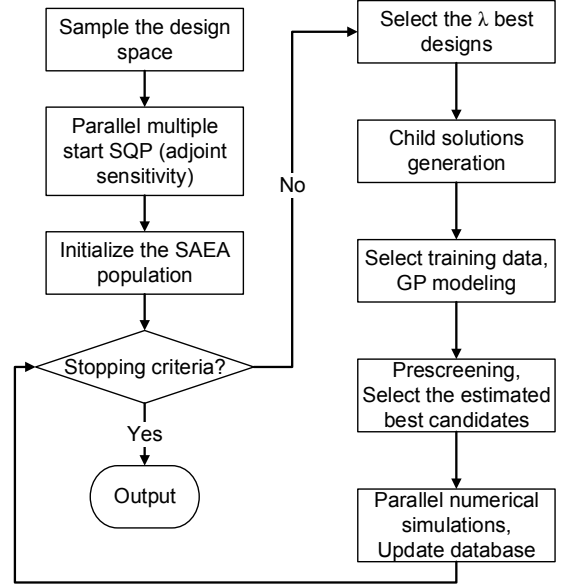 Sample the design
space
Parallel multiple
start SQP (adjoint
sensitivity)
Initialize the SAEA
population
Stopping criteria?
Yes
Output
No
Select the λ best
designs
Child solutions
generation
Select training data,
GP modeling
Prescreening,
Select the estimated
best candidates
Parallel numerical
simulations,
Update database